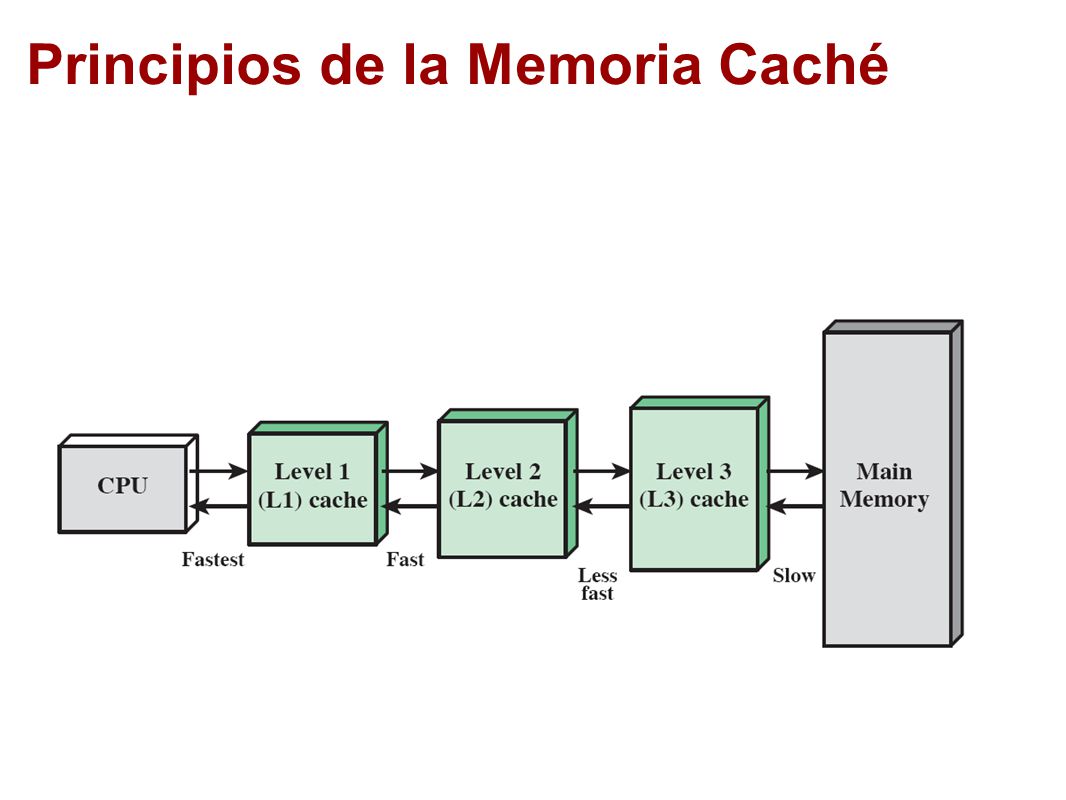 Principios de la Memoria Caché
CPU
Level 1
(L1) cache
Level 2
(L2) cache
Level 3
(L3) cache
Main
Memory
Fastest
Fast
Less
fast
Slow